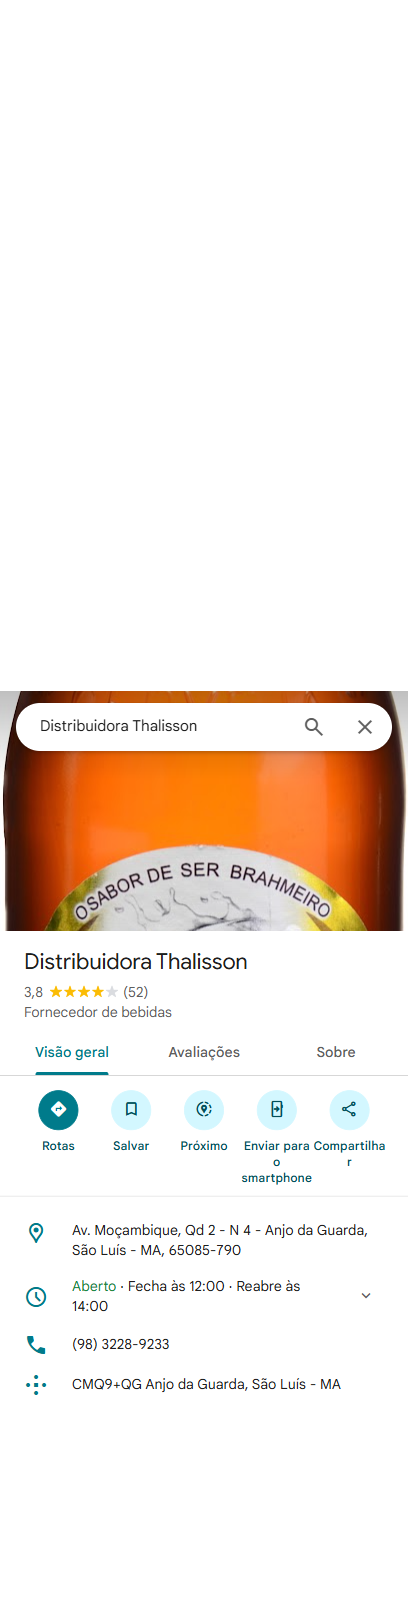 Distribuidora Thalisson
O SABOR DE SER BRAHMEIRO
Distribuidora Thalisson
3,8 (52)
Fornecedor de bebidas
Visão geral Avaliações Sobre
Rotas Salvar Próximo Enviar para o smartphone Compartilhar
Av. Moçambique, Qd 2 - N 4 - Anjo da Guarda,
São Luís - MA, 65085-790
Aberto · Fecha às 12:00 · Reabre às
14:00
(98) 3228-9233
CMQ9+QG Anjo da Guarda, São Luís - MA